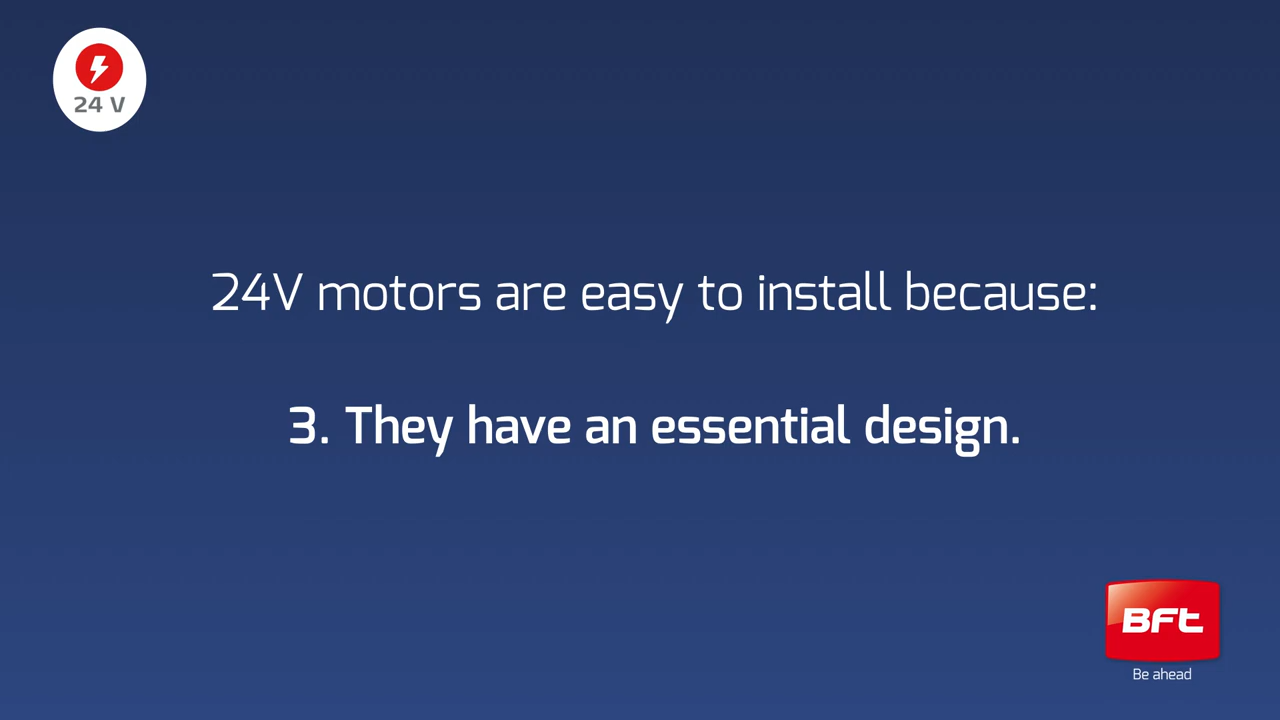 24 V
24V motors are easy to install because:
3. They have an essential design.
BFt
Be ahead